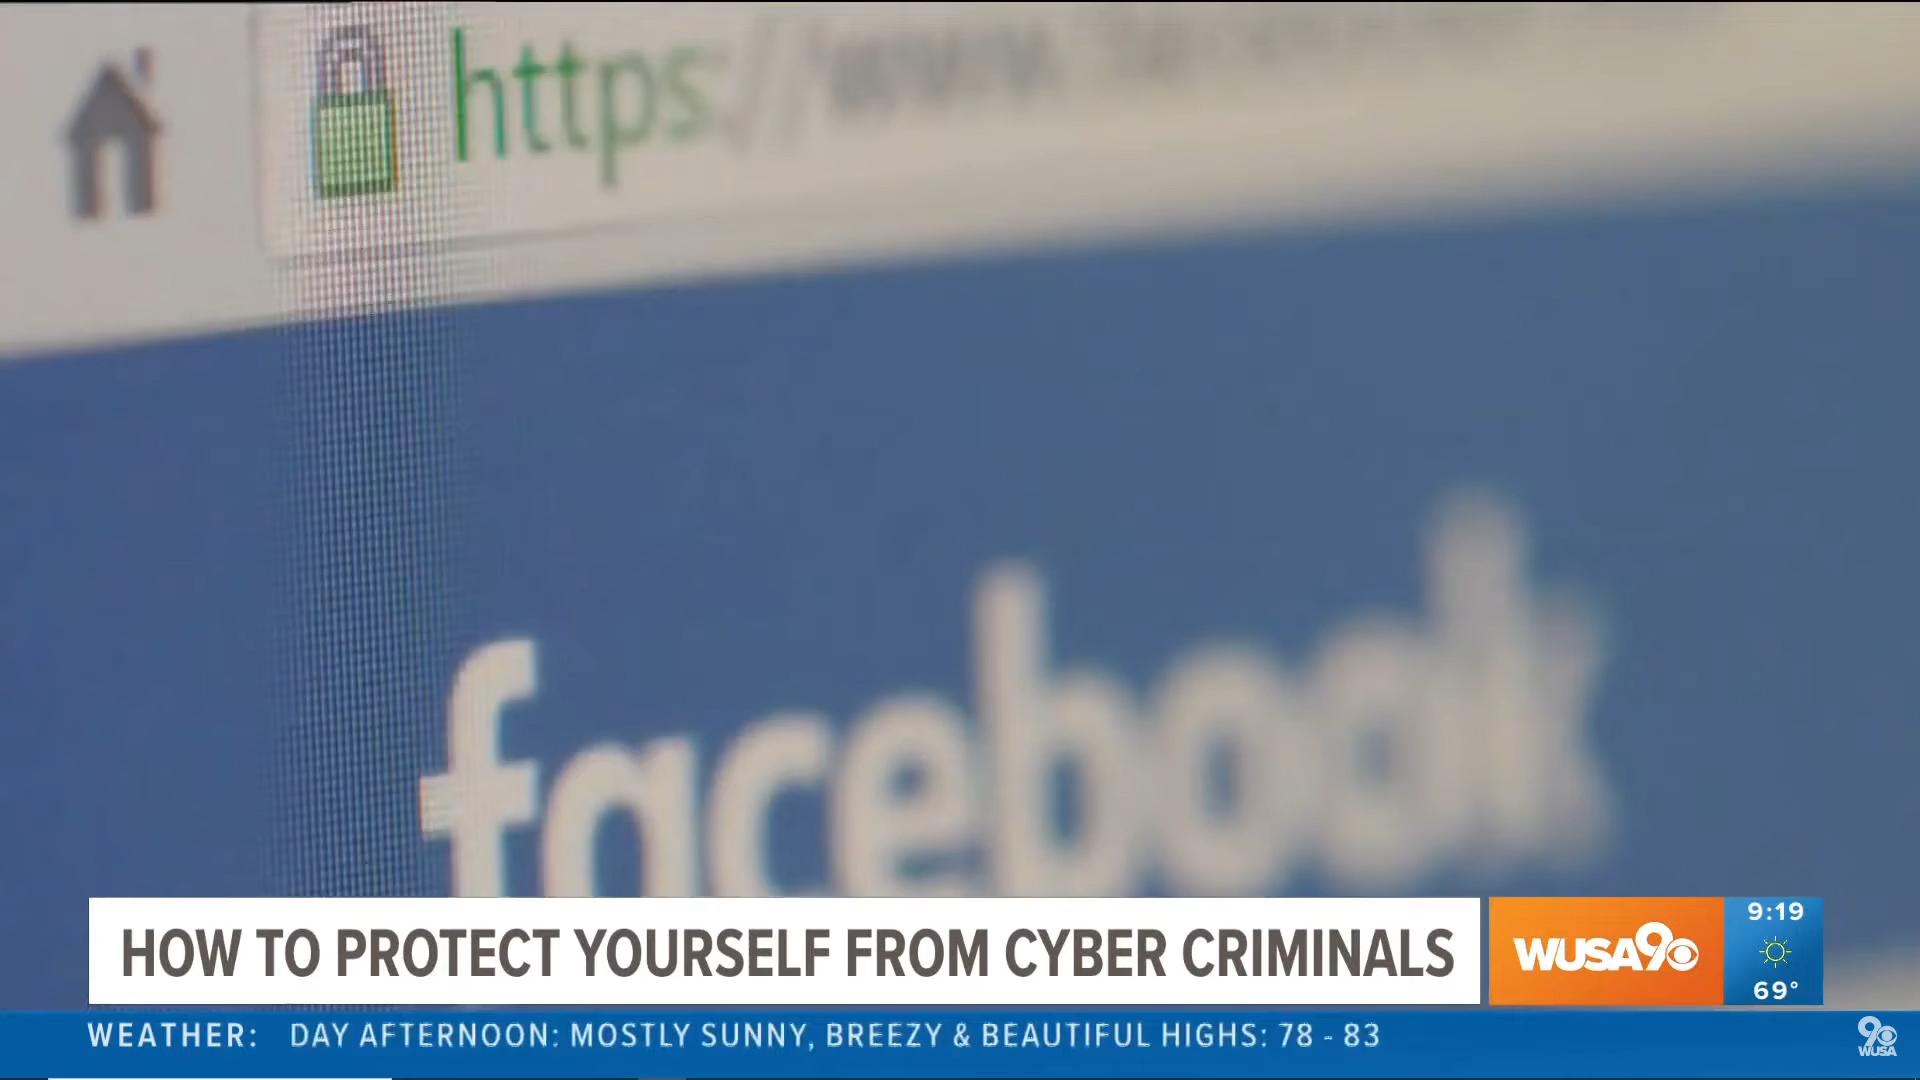 https://www.
facebook
HOW TO PROTECT YOURSELF FROM CYBER CRIMINALS
WUSA9
9:19
69°
WEATHER: DAY AFTERNOON: MOSTLY SUNNY, BREEZY & BEAUTIFUL HIGHS: 78 - 83
9
WUSA